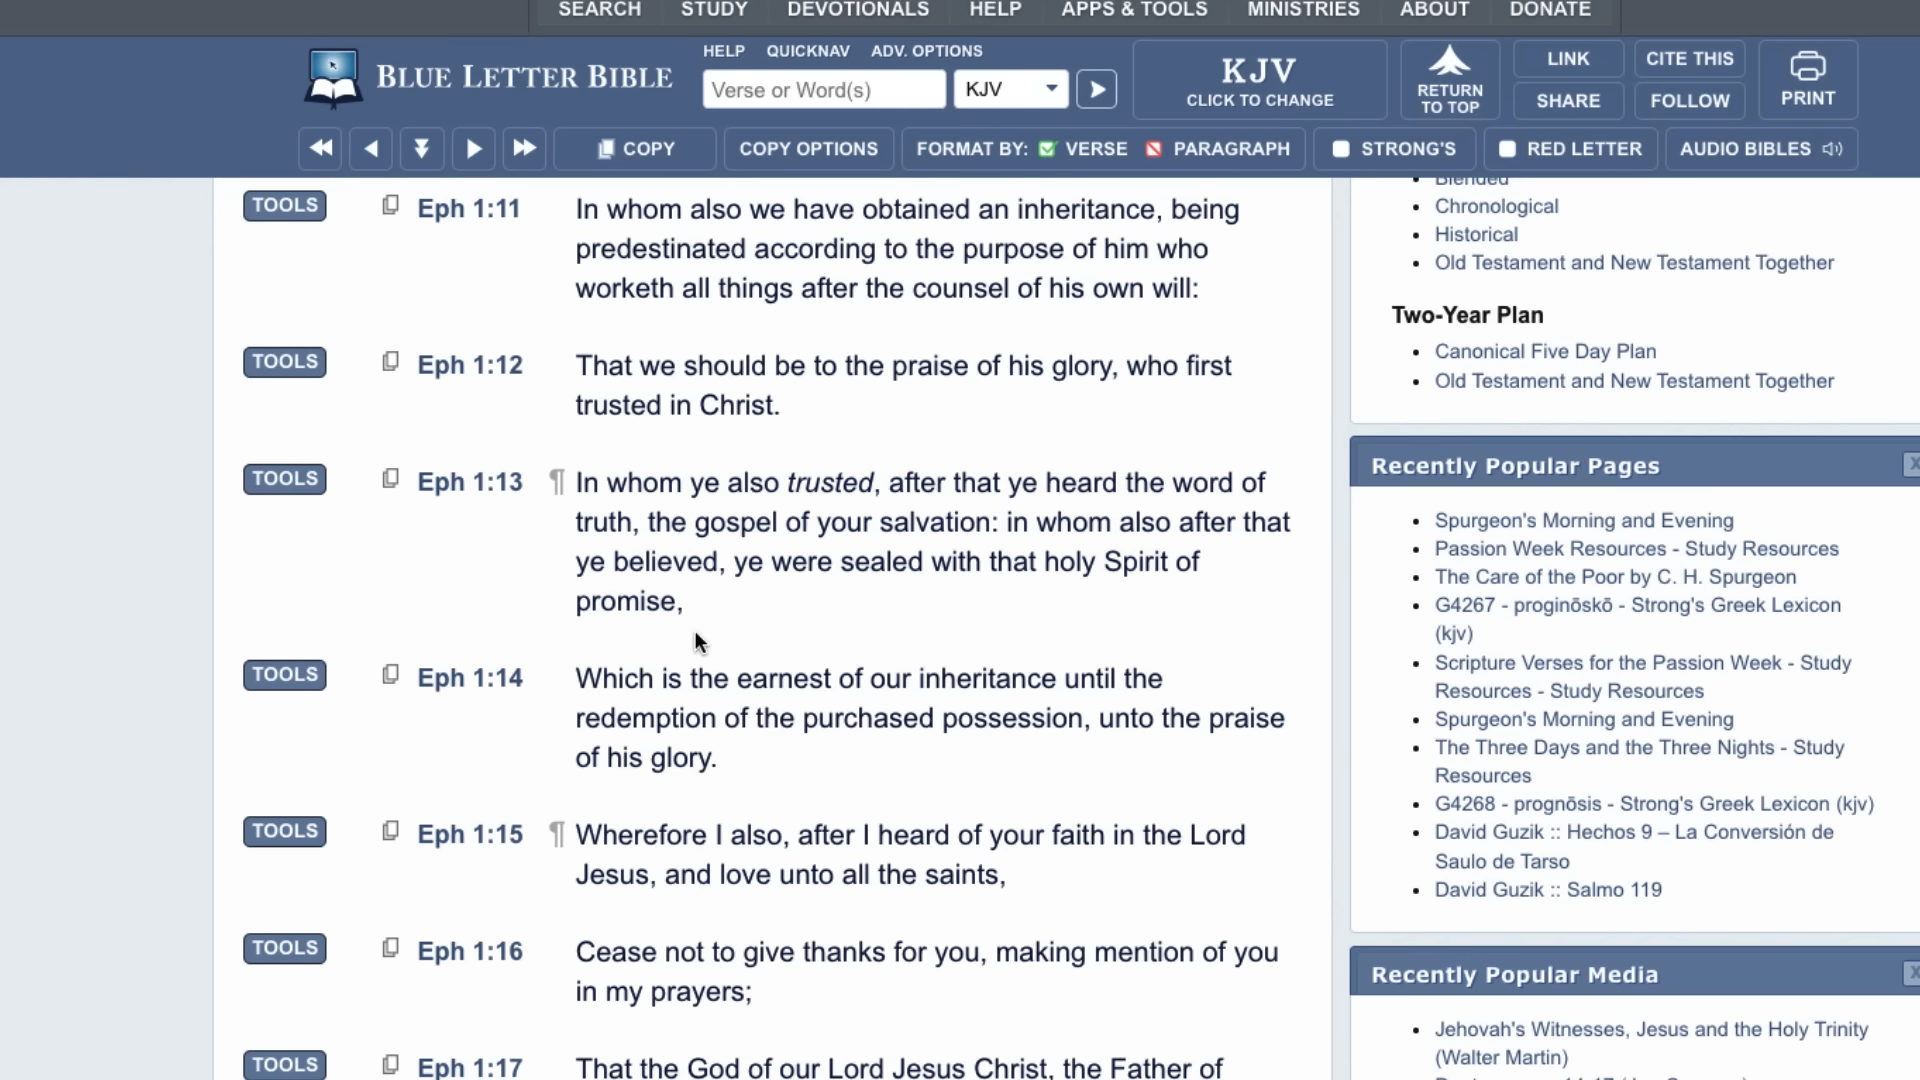 SEARCH STUDY DEVOTIONALS HELP APPS & TOOLS MINISTRIES ABOUT DONATE
BLUE LETTER BIBLE
HELP QUICKNAV ADV. OPTIONS
Verse or Word(s) KJV
KJV
CLICK TO CHANGE
RETURN
TO TOP
LINK CITE THIS
SHARE FOLLOW
PRINT
COPY COPY OPTIONS FORMAT BY: VERSE PARAGRAPH STRONG'S RED LETTER AUDIO BIBLES
TOOLS Eph 1:11 In whom also we have obtained an inheritance, being
predestinated according to the purpose of him who
worketh all things after the counsel of his own will:
TOOLS Eph 1:12 That we should be to the praise of his glory, who first
trusted in Christ.
TOOLS Eph 1:13 ¶ In whom ye also trusted, after that ye heard the word of
truth, the gospel of your salvation: in whom also after that
ye believed, ye were sealed with that holy Spirit of
promise,
TOOLS Eph 1:14 Which is the earnest of our inheritance until the
redemption of the purchased possession, unto the praise
of his glory.
TOOLS Eph 1:15 ¶ Wherefore I also, after I heard of your faith in the Lord
Jesus, and love unto all the saints,
TOOLS Eph 1:16 Cease not to give thanks for you, making mention of you
in my prayers;
TOOLS Eph 1:17 That the God of our Lord Jesus Christ, the Father of
Blended
Chronological
Historical
Old Testament and New Testament Together
Two-Year Plan
Canonical Five Day Plan
Old Testament and New Testament Together
Recently Popular Pages X
Spurgeon's Morning and Evening
Passion Week Resources - Study Resources
The Care of the Poor by C. H. Spurgeon
G4267 - proginōskō - Strong's Greek Lexicon
(kjv)
Scripture Verses for the Passion Week - Study
Resources - Study Resources
Spurgeon's Morning and Evening
The Three Days and the Three Nights - Study
Resources
G4268 - prognōsis - Strong's Greek Lexicon (kjv)
David Guzik :: Hechos 9 – La Conversión de
Saulo de Tarso
David Guzik :: Salmo 119
Recently Popular Media X
Jehovah's Witnesses, Jesus and the Holy Trinity
(Walter Martin)